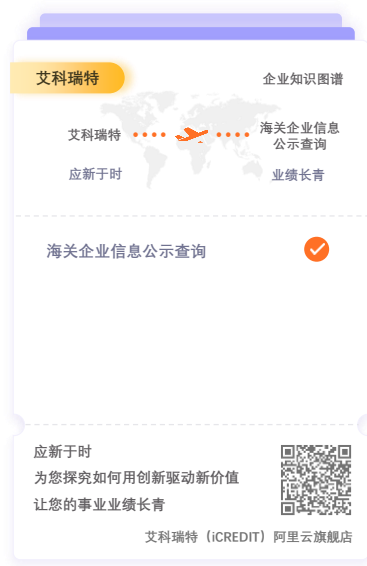 艾科瑞特
企业知识图谱
艾科瑞特
海关企业信息
公示查询
应新于时
业绩长青
海关企业信息公示查询
应新于时
为您探究如何用创新驱动新价值
让您的事业业绩长青
艾科瑞特（iCREDIT）阿里云旗舰店